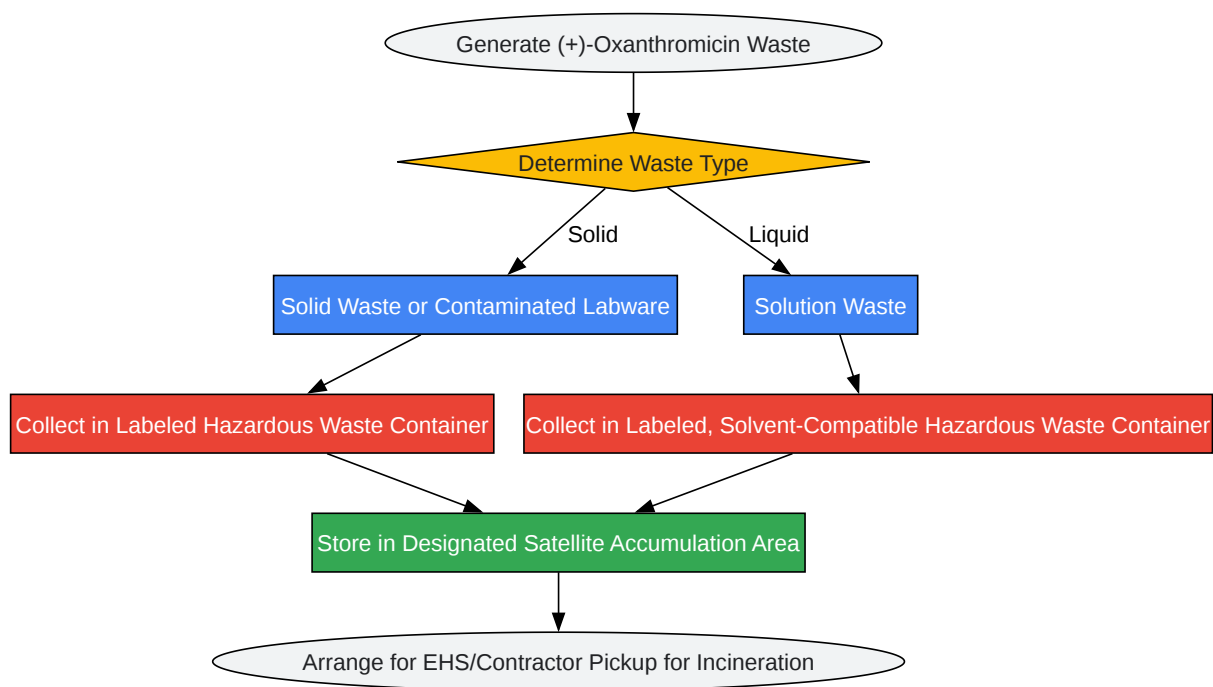 Generate (+)-Oxanthromicin Waste
Determine Waste Type
Solid
Liquid
Solid Waste or Contaminated Labware
Solution Waste
Collect in Labeled Hazardous Waste Container
Collect in Labeled, Solvent-Compatible Hazardous Waste Container
Store in Designated Satellite Accumulation Area
Arrange for EHS/Contractor Pickup for Incineration